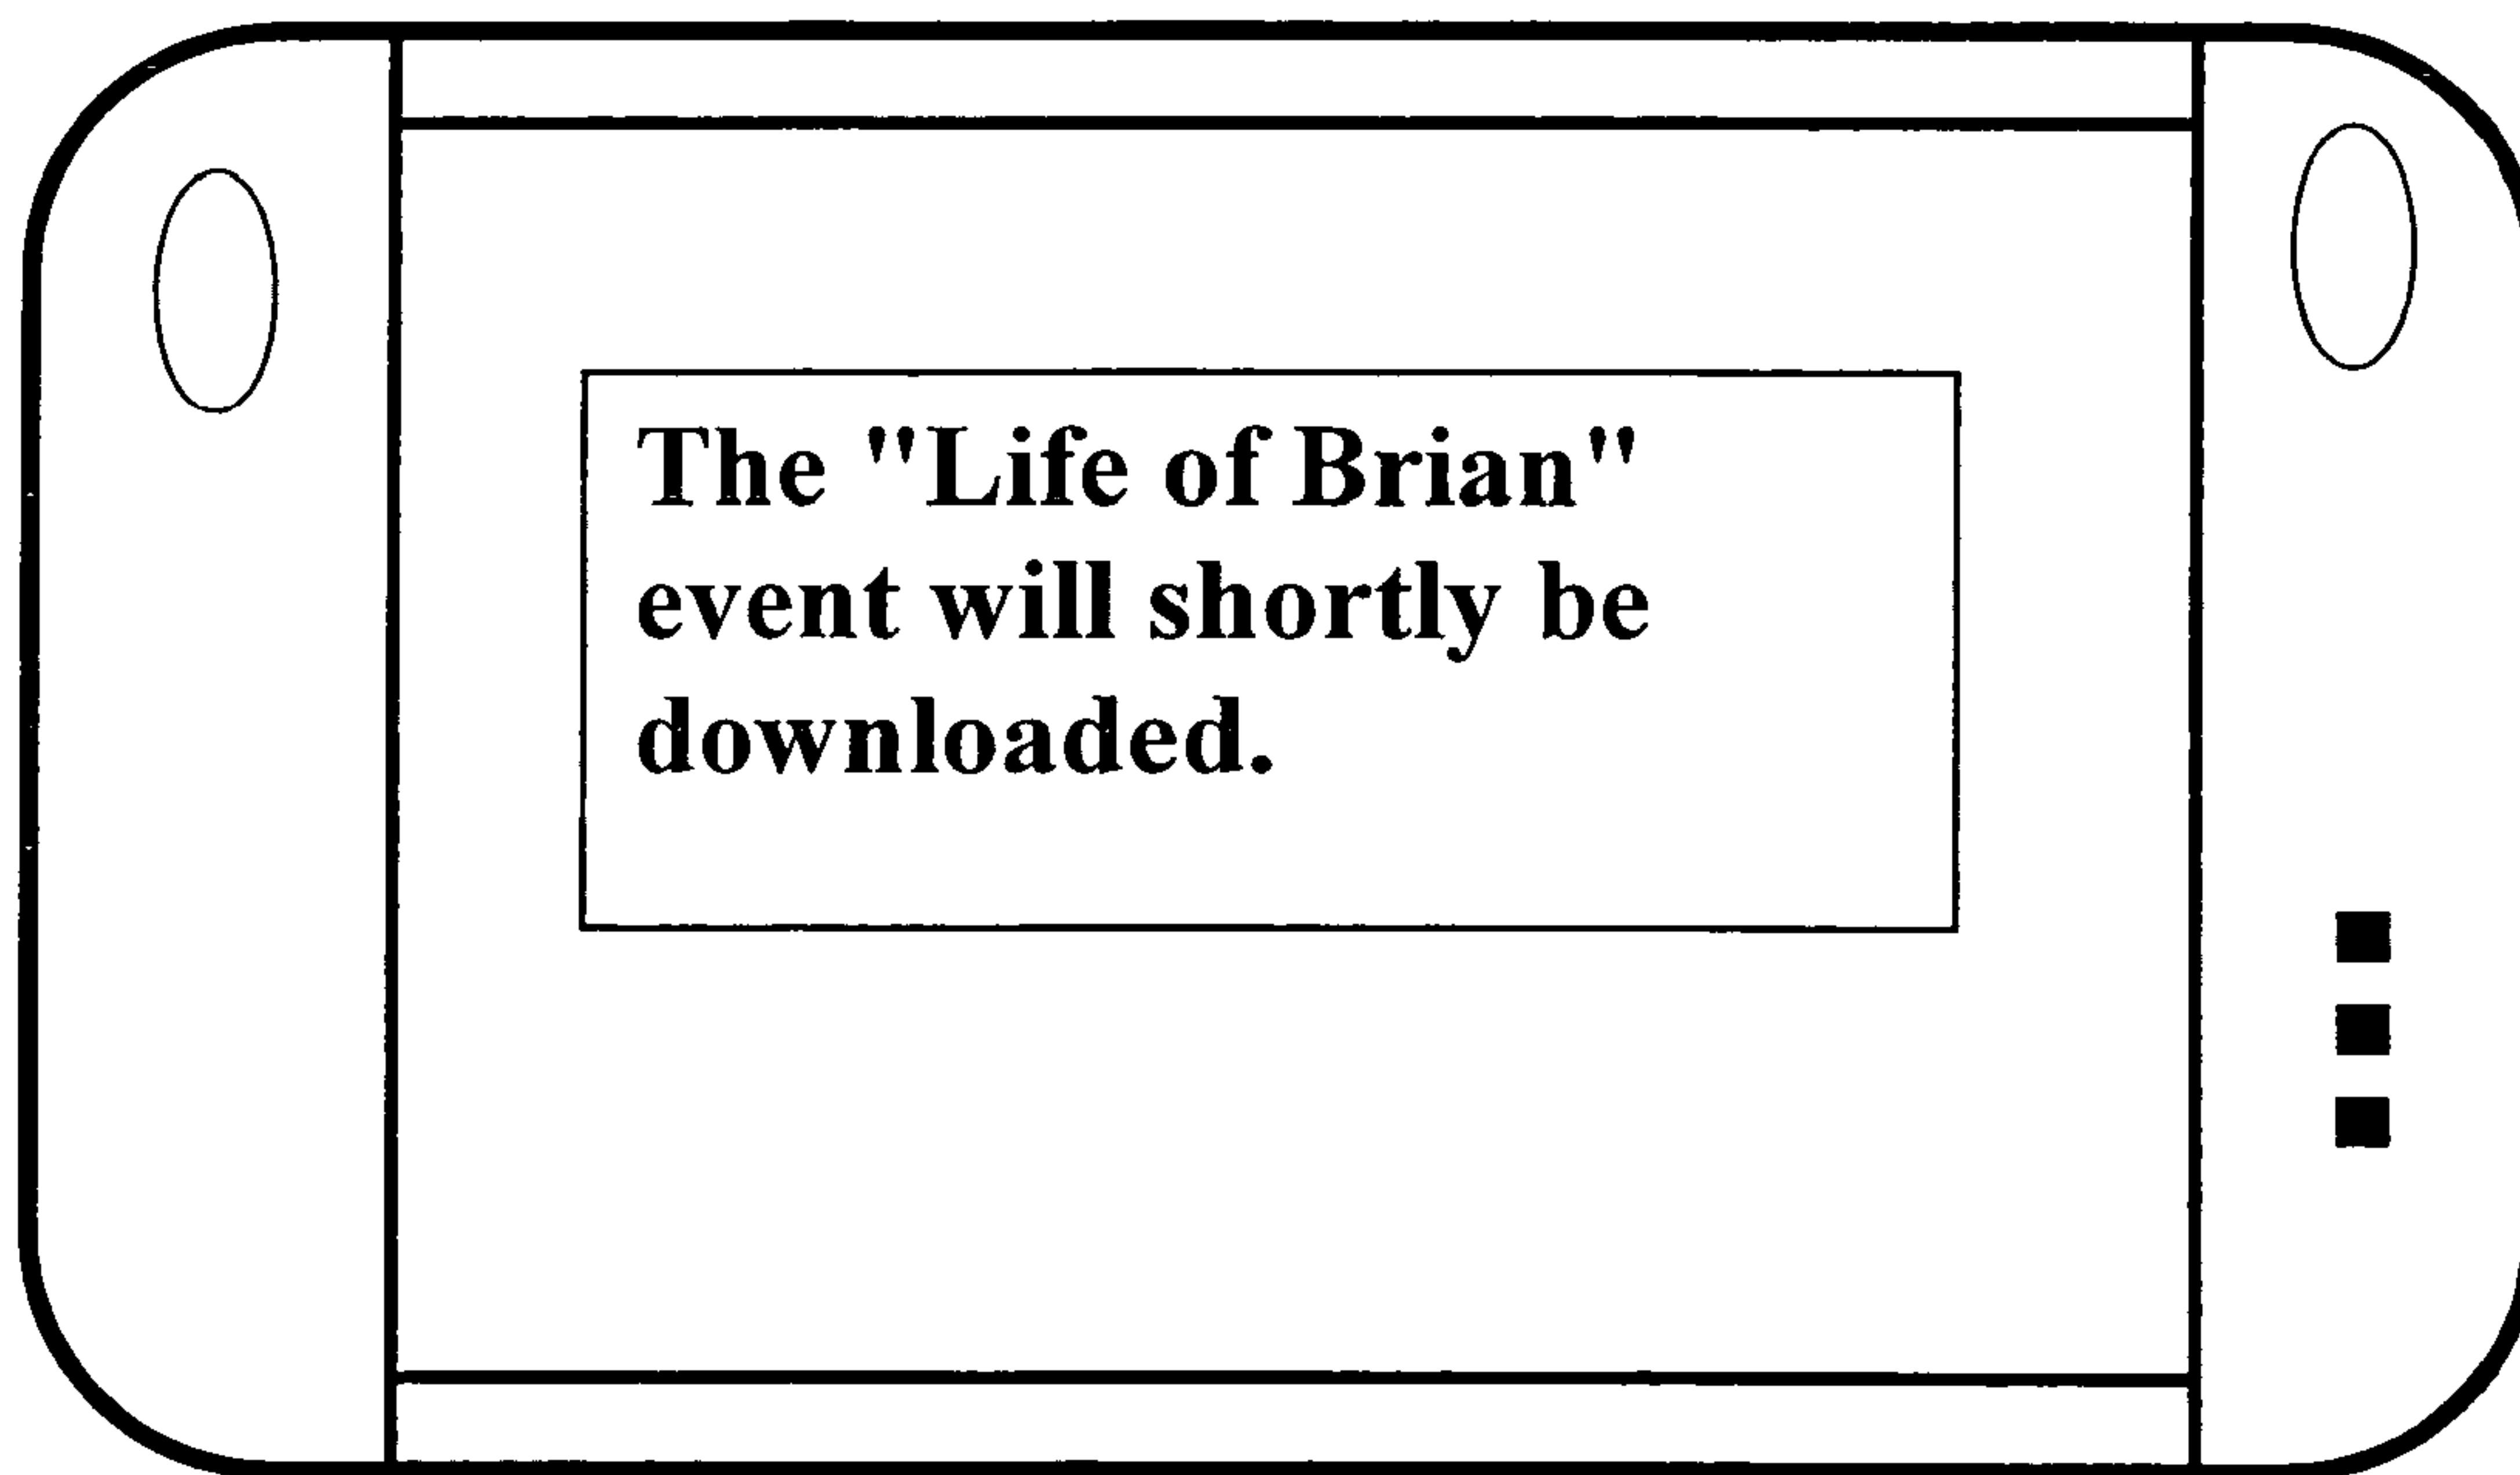 The "Life of Brian"
event will shortly be
downloaded.